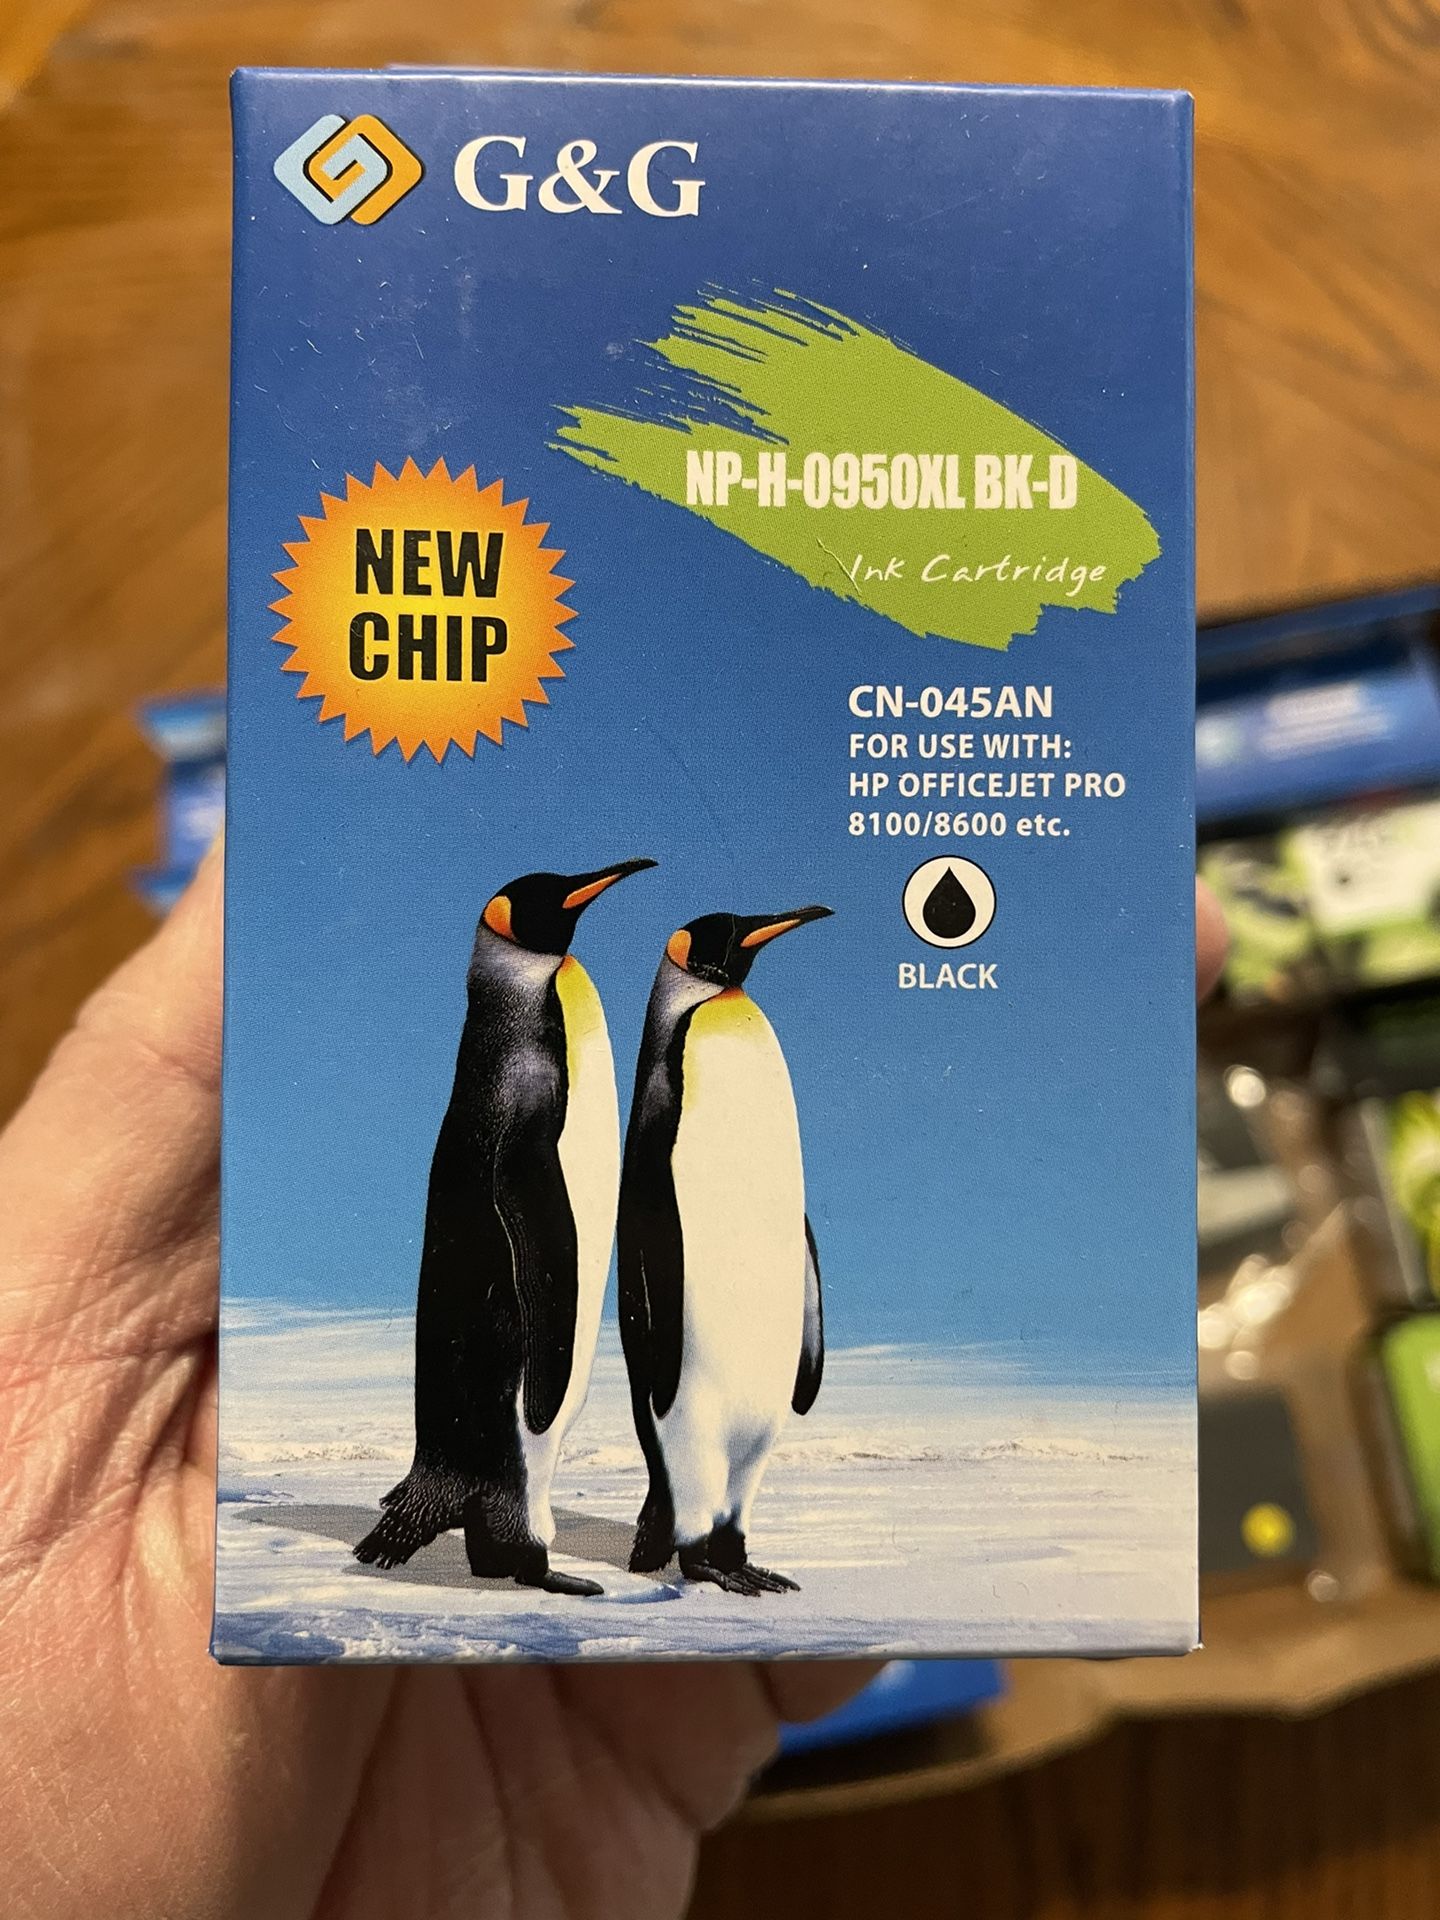 G&G
NP-H-0950XL BK-D
Ink Cartridge
NEW
CHIP
CN-045AN
FOR USE WITH:
HP OFFICEJET PRO
8100/8600 etc.
BLACK